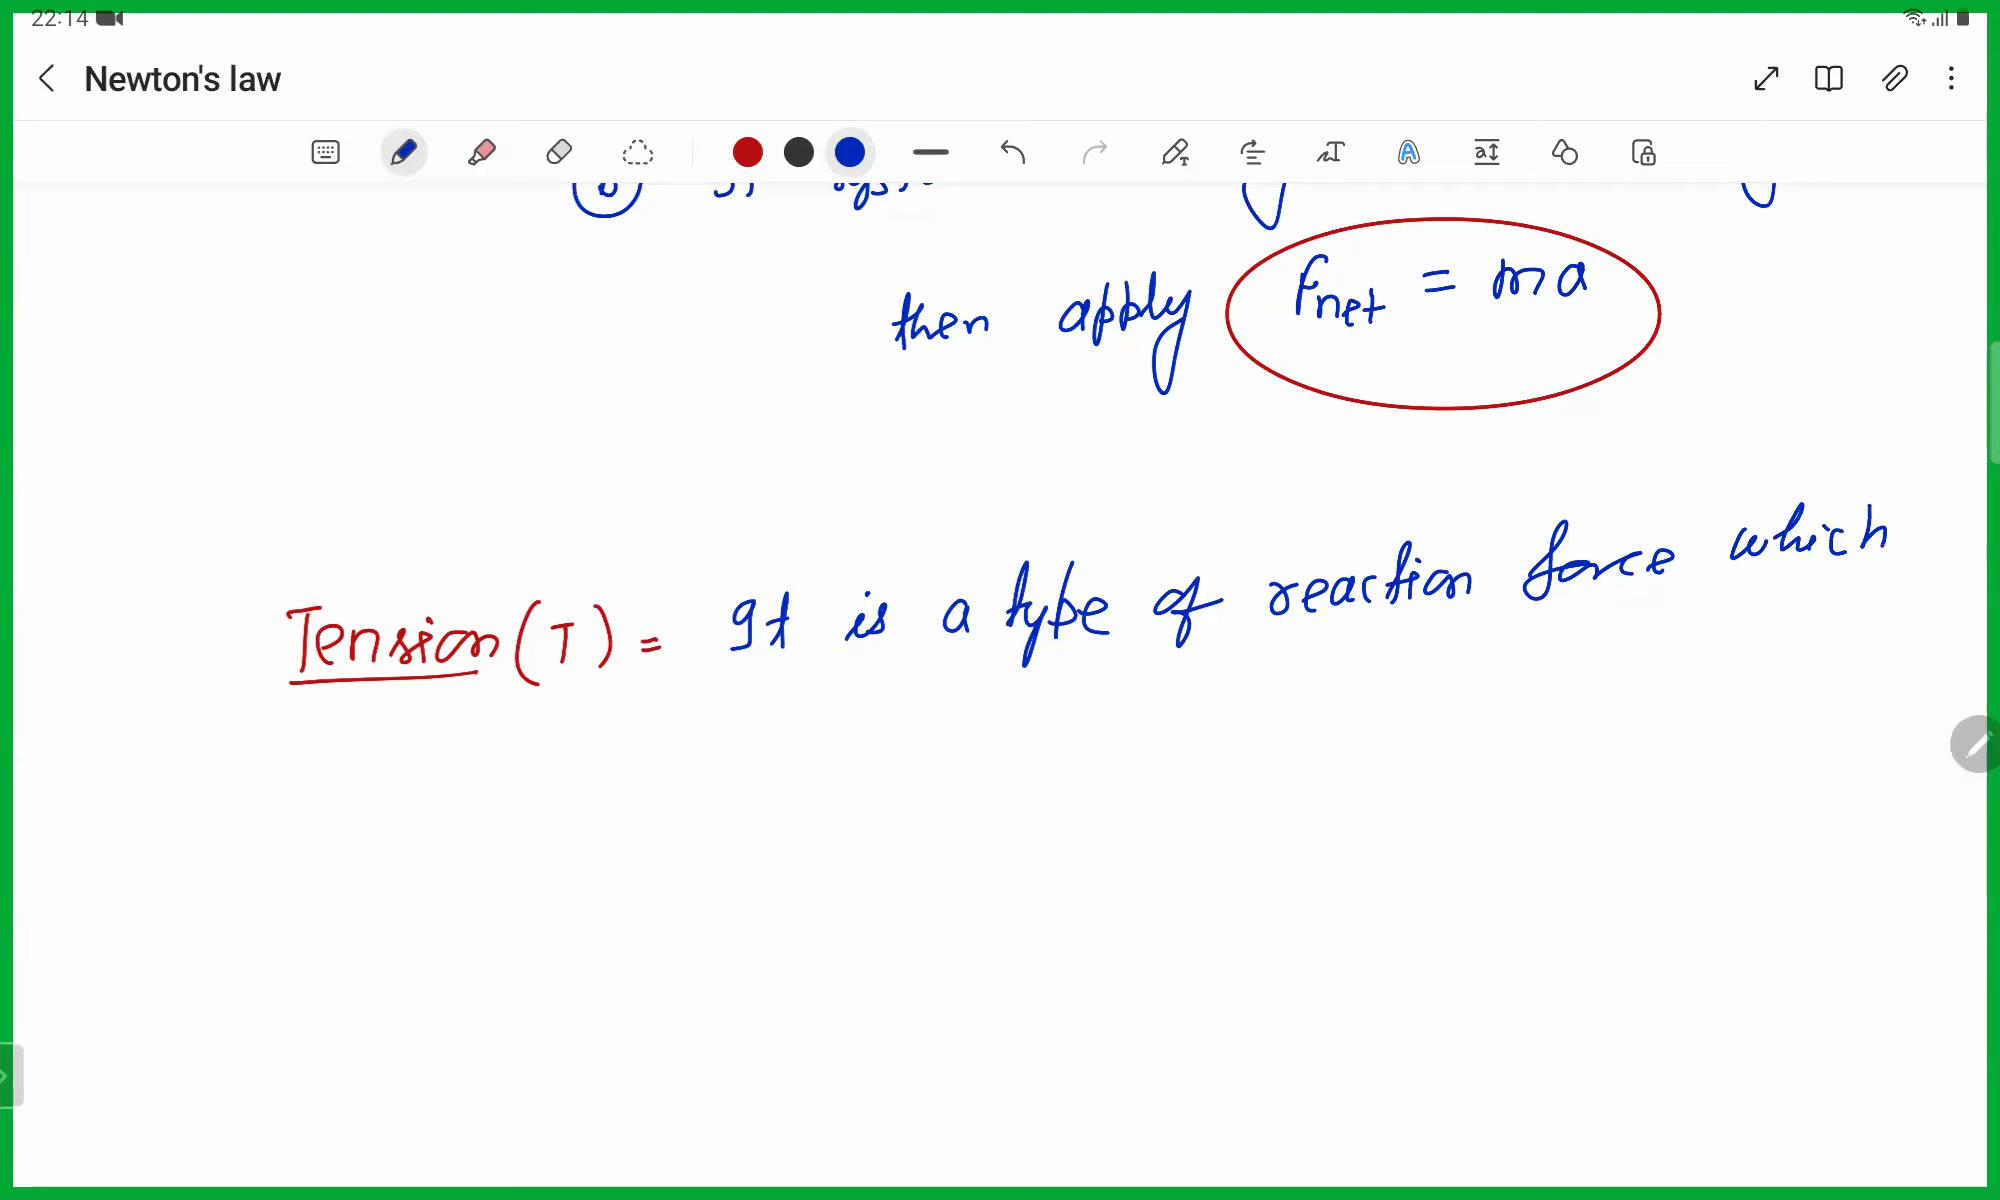 22:14
Newton's law
then apply Fnet = ma
Tension (T) = It is a type of reaction force which